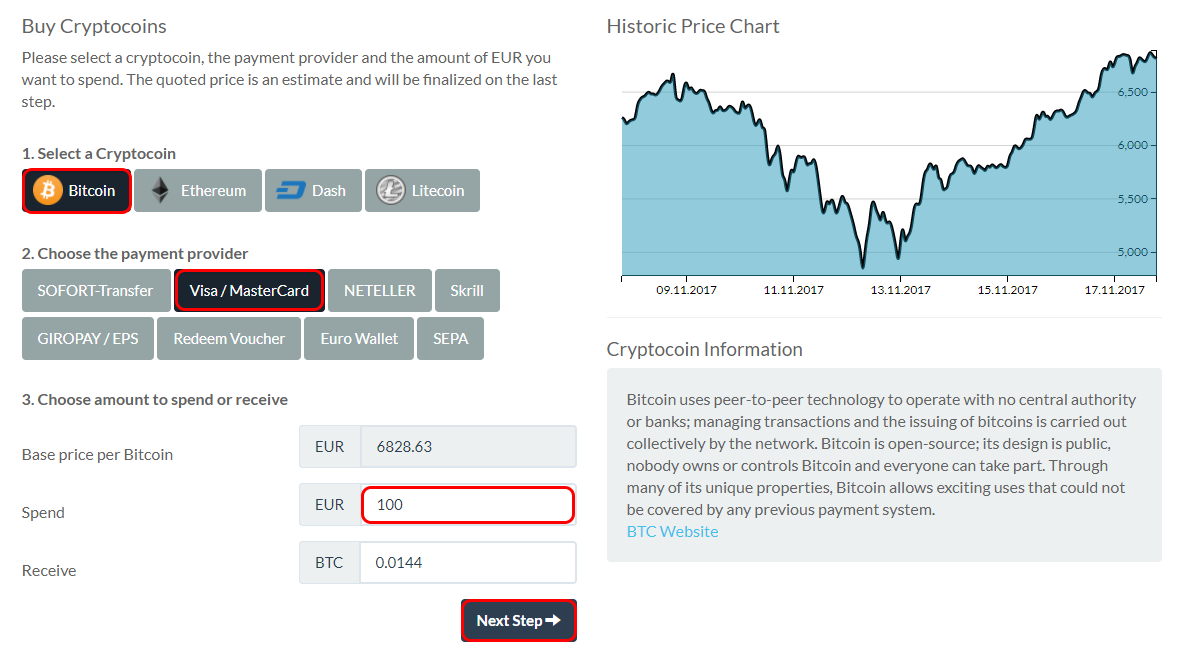 Buy Cryptocoins
Please select a cryptocoin, the payment provider and the amount of EUR you
want to spend. The quoted price is an estimate and will be finalized on the last
step.
1. Select a Cryptocoin
Bitcoin
Ethereum
Dash
Litecoin
2. Choose the payment provider
SOFORT-Transfer
Visa / MasterCard
NETELLER
Skrill
GIROPAY / EPS
Redeem Voucher
Euro Wallet
SEPA
3. Choose amount to spend or receive
Base price per Bitcoin
EUR
6828.63
Spend
EUR
100
Receive
BTC
0.0144
Next Step
Historic Price Chart
6,500
6,000
5,500
5,000
09.11.2017
11.11.2017
13.11.2017
15.11.2017
17.11.2017
Cryptocoin Information
Bitcoin uses peer-to-peer technology to operate with no central authority
or banks; managing transactions and the issuing of bitcoins is carried out
collectively by the network. Bitcoin is open-source; its design is public,
nobody owns or controls Bitcoin and everyone can take part. Through
many of its unique properties, Bitcoin allows exciting uses that could not
be covered by any previous payment system.
BTC Website